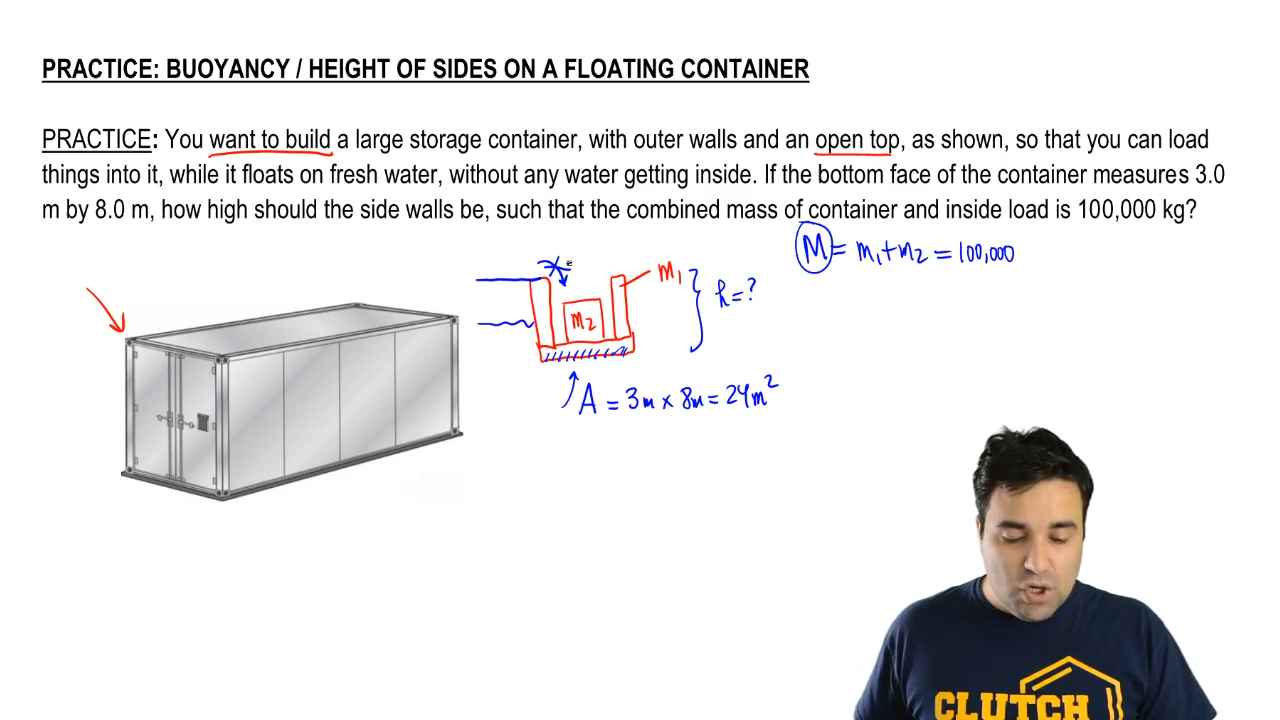 PRACTICE: BUOYANCY / HEIGHT OF SIDES ON A FLOATING CONTAINER
PRACTICE: You want to build a large storage container, with outer walls and an open top, as shown, so that you can load
things into it, while it floats on fresh water, without any water getting inside. If the bottom face of the container measures 3.0
m by 8.0 m, how high should the side walls be, such that the combined mass of container and inside load is 100,000 kg?
M = m₁+m₂ = 100,000
m₁
h=?
m₂
A = 3m × 8m = 24m²
CLUTCH